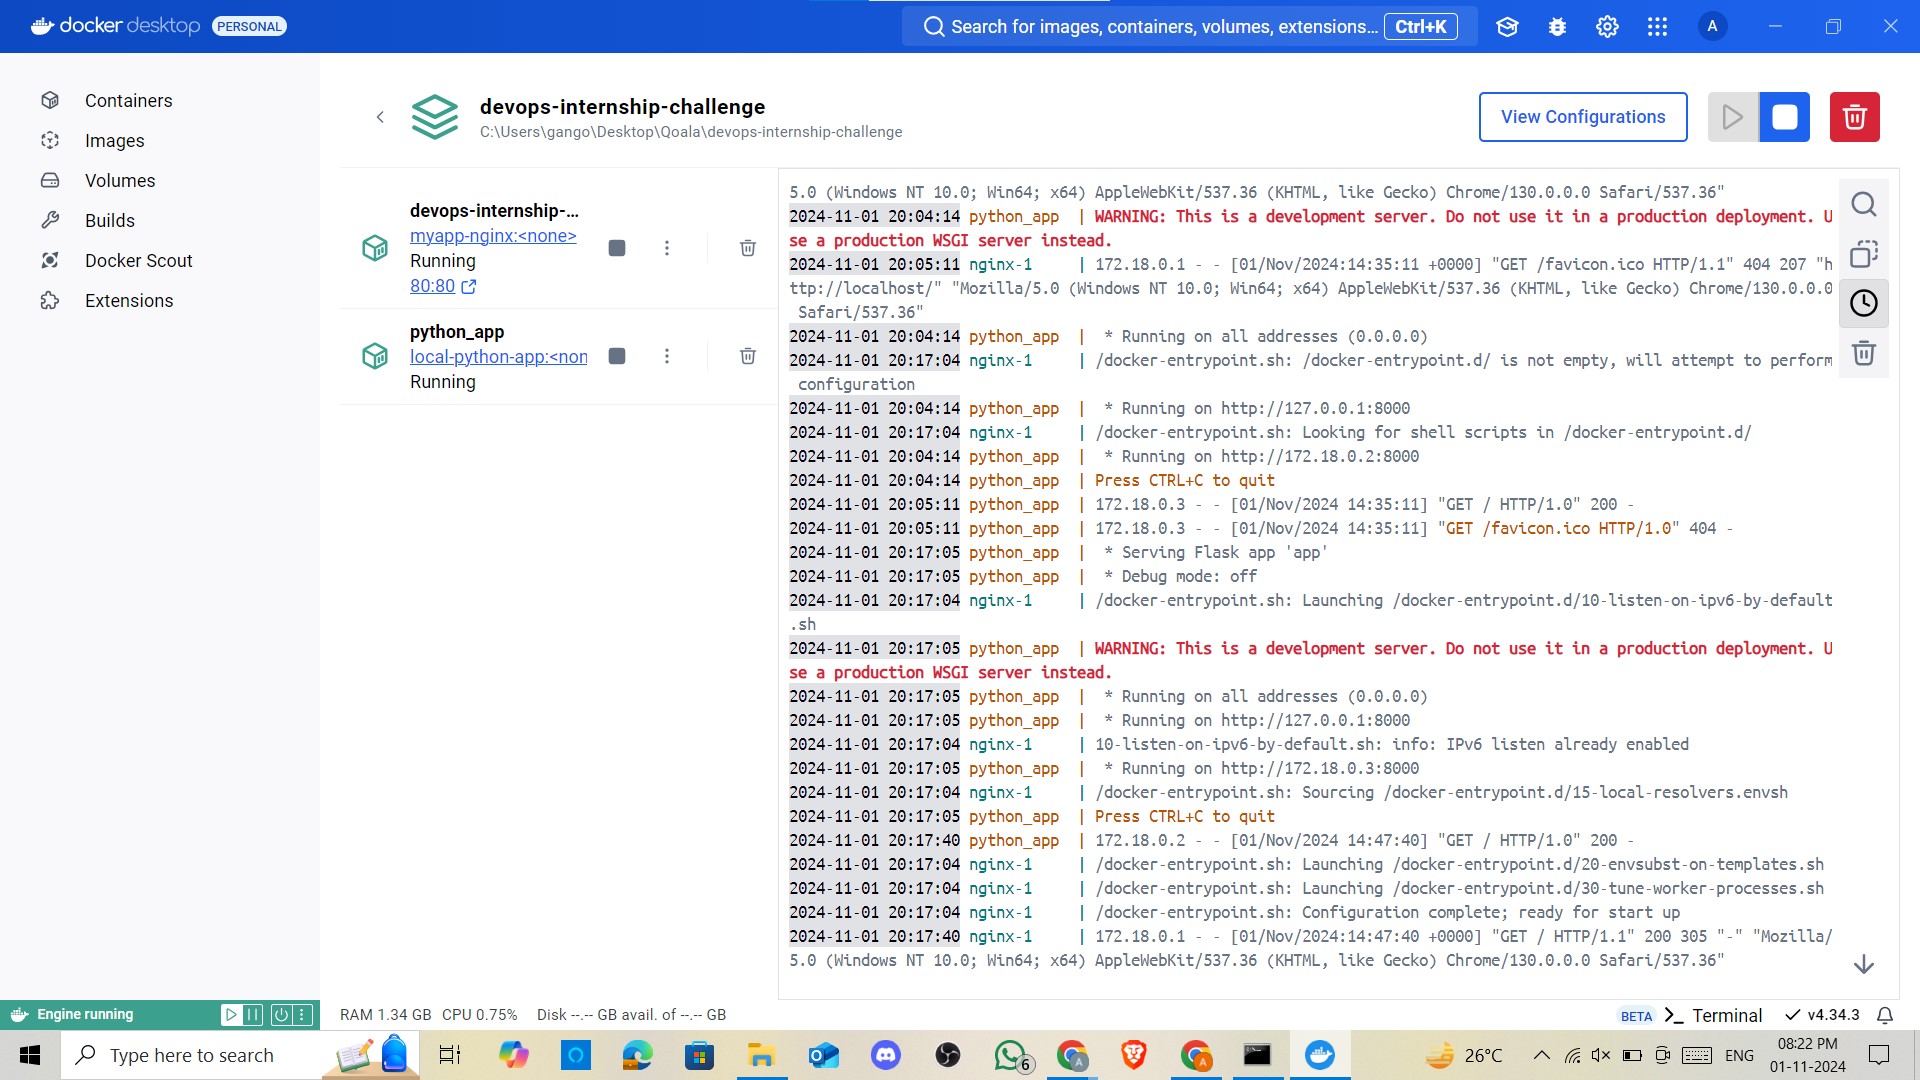 docker desktop PERSONAL
Search for images, containers, volumes, extensions... Ctrl+K
A
Containers
Images
Volumes
Builds
Docker Scout
Extensions
devops-internship-challenge
C:\Users\gango\Desktop\Qoala\devops-internship-challenge
View Configurations
devops-internship-...
myapp-nginx:<none>
Running
80:80
python_app
local-python-app:<non
Running
5.0 (Windows NT 10.0; Win64; x64) AppleWebKit/537.36 (KHTML, like Gecko) Chrome/130.0.0.0 Safari/537.36"
2024-11-01 20:04:14 python_app | WARNING: This is a development server. Do not use it in a production deployment. U
se a production WSGI server instead.
2024-11-01 20:05:11 nginx-1 | 172.18.0.1 - - [01/Nov/2024:14:35:11 +0000] "GET /favicon.ico HTTP/1.1" 404 207 "h
ttp://localhost/" "Mozilla/5.0 (Windows NT 10.0; Win64; x64) AppleWebKit/537.36 (KHTML, like Gecko) Chrome/130.0.0.0
Safari/537.36"
2024-11-01 20:04:14 python_app | * Running on all addresses (0.0.0.0)
2024-11-01 20:17:04 nginx-1 | /docker-entrypoint.sh: /docker-entrypoint.d/ is not empty, will attempt to perform
configuration
2024-11-01 20:04:14 python_app | * Running on http://127.0.0.1:8000
2024-11-01 20:17:04 nginx-1 | /docker-entrypoint.sh: Looking for shell scripts in /docker-entrypoint.d/
2024-11-01 20:04:14 python_app | * Running on http://172.18.0.2:8000
2024-11-01 20:04:14 python_app | Press CTRL+C to quit
2024-11-01 20:05:11 python_app | 172.18.0.3 - - [01/Nov/2024 14:35:11] "GET / HTTP/1.0" 200 -
2024-11-01 20:05:11 python_app | 172.18.0.3 - - [01/Nov/2024 14:35:11] "GET /favicon.ico HTTP/1.0" 404 -
2024-11-01 20:17:05 python_app | * Serving Flask app 'app'
2024-11-01 20:17:05 python_app | * Debug mode: off
2024-11-01 20:17:04 nginx-1 | /docker-entrypoint.sh: Launching /docker-entrypoint.d/10-listen-on-ipv6-by-default
.sh
2024-11-01 20:17:05 python_app | WARNING: This is a development server. Do not use it in a production deployment. U
se a production WSGI server instead.
2024-11-01 20:17:05 python_app | * Running on all addresses (0.0.0.0)
2024-11-01 20:17:05 python_app | * Running on http://127.0.0.1:8000
2024-11-01 20:17:04 nginx-1 | 10-listen-on-ipv6-by-default.sh: info: IPv6 listen already enabled
2024-11-01 20:17:05 python_app | * Running on http://172.18.0.3:8000
2024-11-01 20:17:04 nginx-1 | /docker-entrypoint.sh: Sourcing /docker-entrypoint.d/15-local-resolvers.envsh
2024-11-01 20:17:05 python_app | Press CTRL+C to quit
2024-11-01 20:17:40 python_app | 172.18.0.2 - - [01/Nov/2024 14:47:40] "GET / HTTP/1.0" 200 -
2024-11-01 20:17:04 nginx-1 | /docker-entrypoint.sh: Launching /docker-entrypoint.d/20-envsubst-on-templates.sh
2024-11-01 20:17:04 nginx-1 | /docker-entrypoint.sh: Launching /docker-entrypoint.d/30-tune-worker-processes.sh
2024-11-01 20:17:04 nginx-1 | /docker-entrypoint.sh: Configuration complete; ready for start up
2024-11-01 20:17:40 nginx-1 | 172.18.0.1 - - [01/Nov/2024:14:47:40 +0000] "GET / HTTP/1.1" 200 305 "-" "Mozilla/
5.0 (Windows NT 10.0; Win64; x64) AppleWebKit/537.36 (KHTML, like Gecko) Chrome/130.0.0.0 Safari/537.36"
Engine running
RAM 1.34 GB CPU 0.75% Disk --.-- GB avail. of --.-- GB
BETA Terminal v4.34.3
Type here to search
6
A
26°C
ENG
08:22 PM
01-11-2024